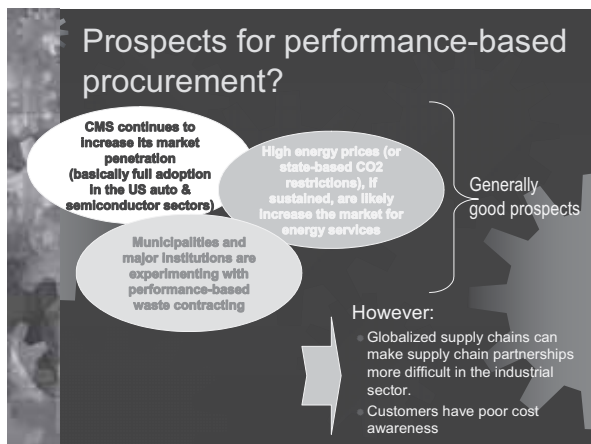 Prospects for performance-based
procurement?
CMS continues to
increase its market
penetration
(basically full adoption
in the US auto &
semiconductor sectors)
High energy prices (or
state-based CO2
restrictions), if
sustained, are likely
increase the market for
energy services
Municipalities and
major institutions are
experimenting with
performance-based
waste contracting
Generally
good prospects
However:
Globalized supply chains can
make supply chain partnerships
more difficult in the industrial
sector.
Customers have poor cost
awareness